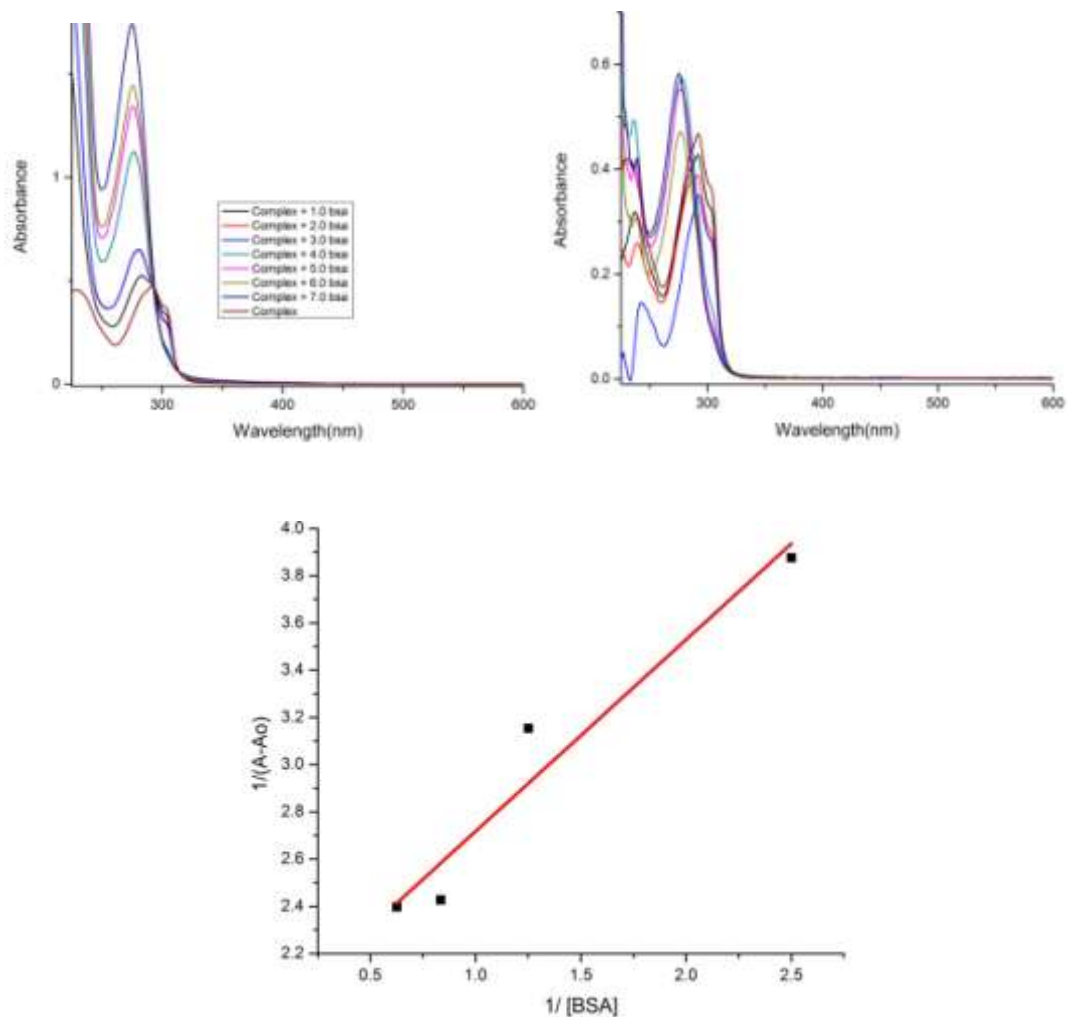 Absorbance
1
0
300
400
500
600
Wavelength(nm)
Complex + 1.0 bsa
Complex + 2.0 bsa
Complex + 3.0 bsa
Complex + 4.0 bsa
Complex + 5.0 bsa
Complex + 6.0 bsa
Complex + 7.0 bsa
Complex
Absorbance
0.6
0.4
0.2
0.0
300
400
500
600
Wavelength(nm)
1/(A-Ao)
4.0
3.8
3.6
3.4
3.2
3.0
2.8
2.6
2.4
2.2
0.5
1.0
1.5
2.0
2.5
1/ [BSA]